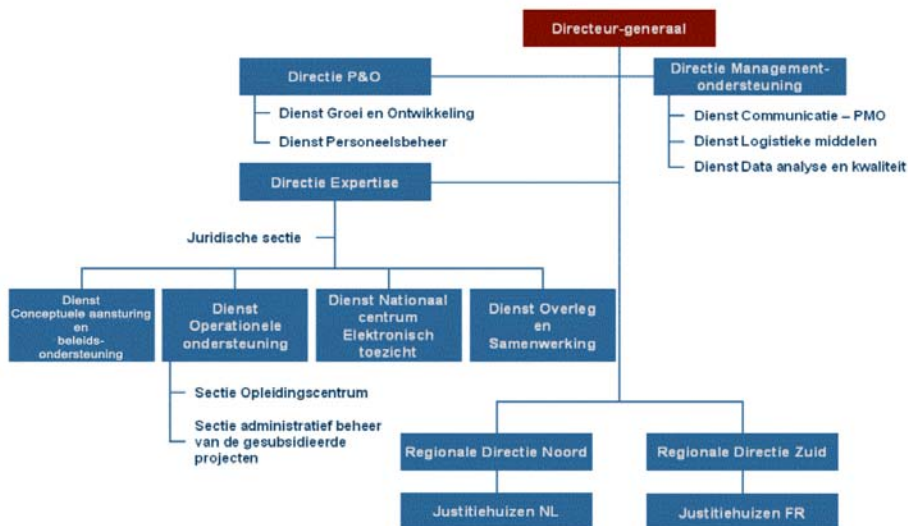 Directeur-generaal
Directie P&O
Dienst Groei en Ontwikkeling
Dienst Personeelsbeheer
Directie Management-
ondersteuning
Dienst Communicatie – PMO
Dienst Logistieke middelen
Dienst Data analyse en kwaliteit
Directie Expertise
Juridische sectie
Dienst
Conceptuele aansturing
en
beleids-
ondersteuning
Dienst
Operationele
ondersteuning
Dienst Nationaal
centrum
Elektronisch
toezicht
Dienst Overleg
en
Samenwerking
Sectie Opleidingscentrum
Sectie administratief beheer
van de gesubsidieerde
projecten
Regionale Directie Noord
Regionale Directie Zuid
Justitiehuizen NL
Justitiehuizen FR